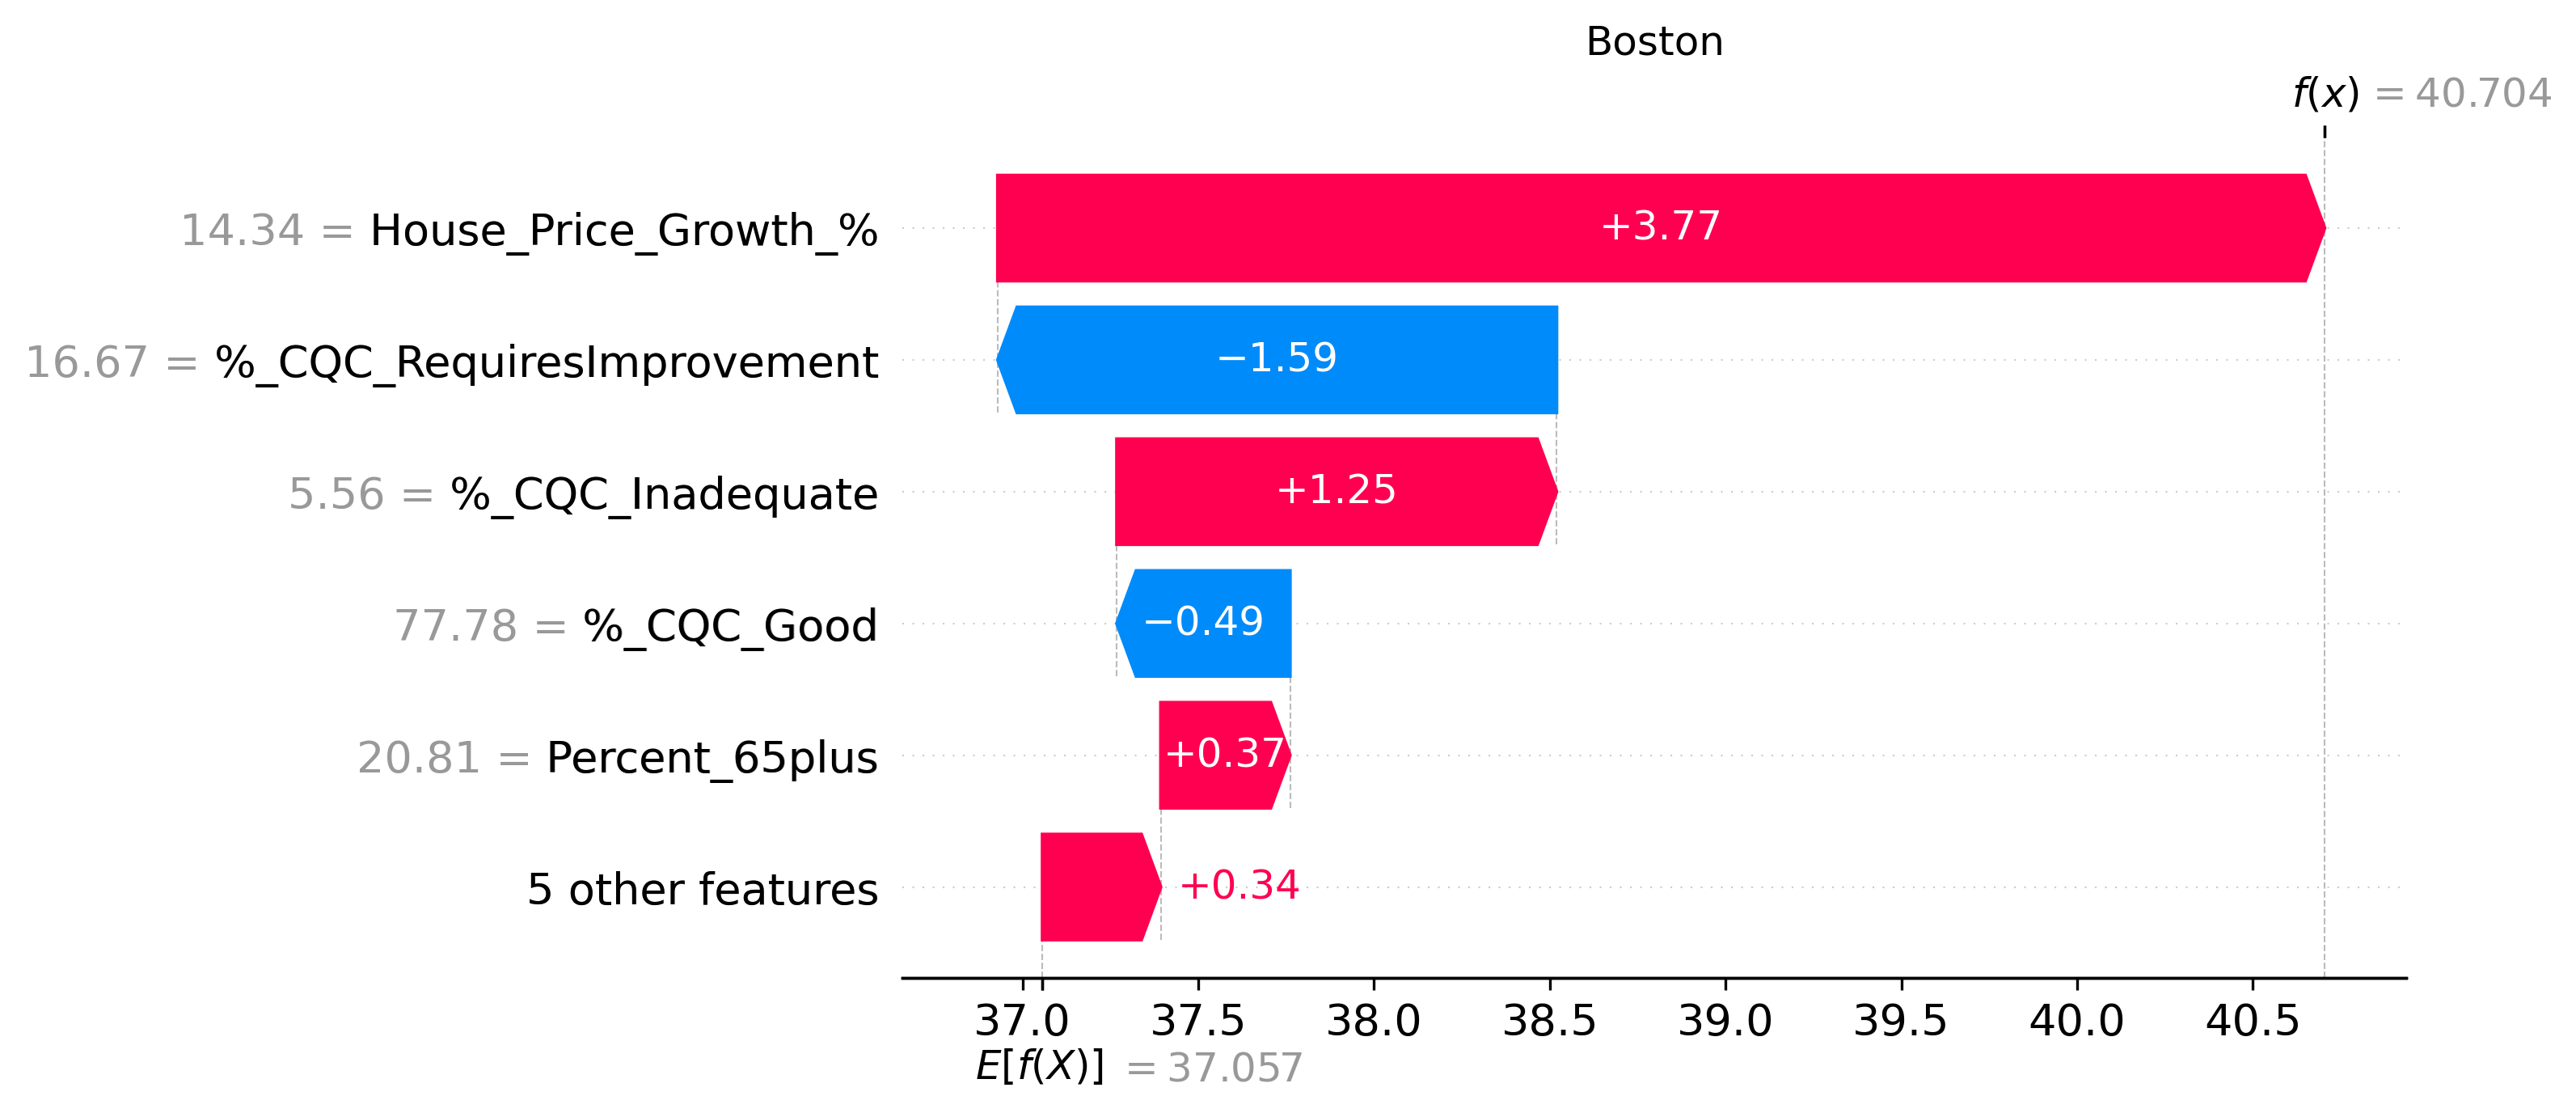 Boston
f(x) = 40.704
14.34 = House_Price_Growth_%
+3.77
16.67 = %_CQC_RequiresImprovement
−1.59
5.56 = %_CQC_Inadequate
+1.25
77.78 = %_CQC_Good
−0.49
20.81 = Percent_65plus
+0.37
5 other features
+0.34
37.0 37.5 38.0 38.5 39.0 39.5 40.0 40.5
E[f(X)] = 37.057